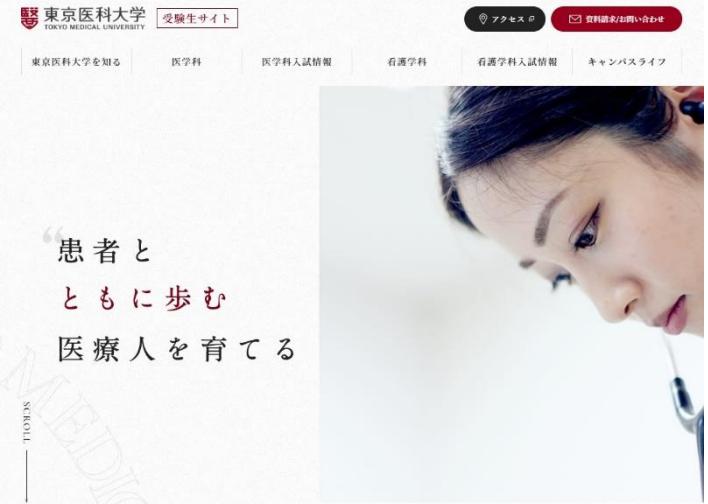 東京医科大学
TOKYO MEDICAL UNIVERSITY
受験生サイト
アクセス
資料請求/お問い合わせ
東京医科大学を知る
医学科
医学科入試情報
看護学科
看護学科入試情報
キャンパスライフ
患者と
ともに歩む
医療人を育てる
SCROLL
MEDIC